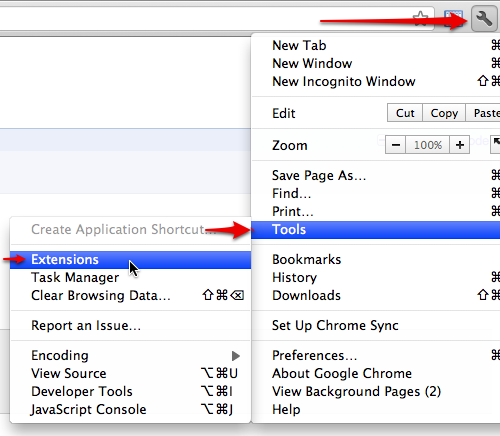 New Tab ⌘
New Window ⌘
New Incognito Window ⇧⌘
Edit Cut Copy Paste
Zoom − 100% +
Save Page As... ⌘
Find... ⌘
Print... ⌘
Tools
Bookmarks
History ⌘
Downloads ⇧⌘
Set Up Chrome Sync
Preferences... ⌘
About Google Chrome
View Background Pages (2)
Help
Create Application Shortcut...
Extensions
Task Manager
Clear Browsing Data... ⇧⌘⌫
Report an Issue...
Encoding
View Source ⌥⌘U
Developer Tools ⌥⌘I
JavaScript Console ⌥⌘J